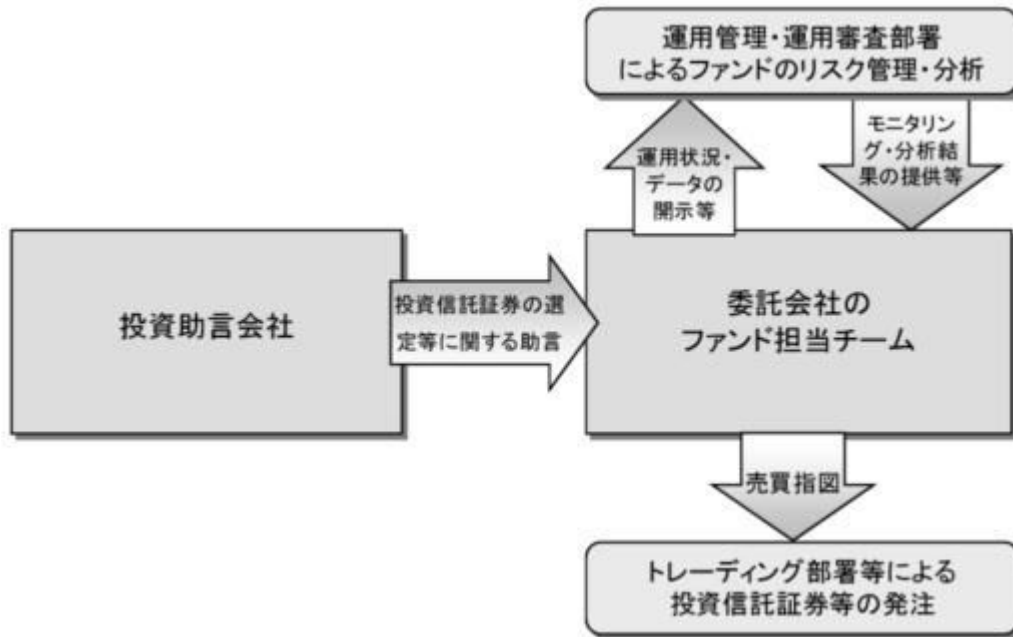 運用管理・運用審査部署
によるファンドのリスク管理・分析
運用状況・
データの
開示等
モニタリン
グ・分析結
果の提供等
投資助言会社
投資信託証券の選
定等に関する助言
委託会社の
ファンド担当チーム
売買指図
トレーディング部署等による
投資信託証券等の発注